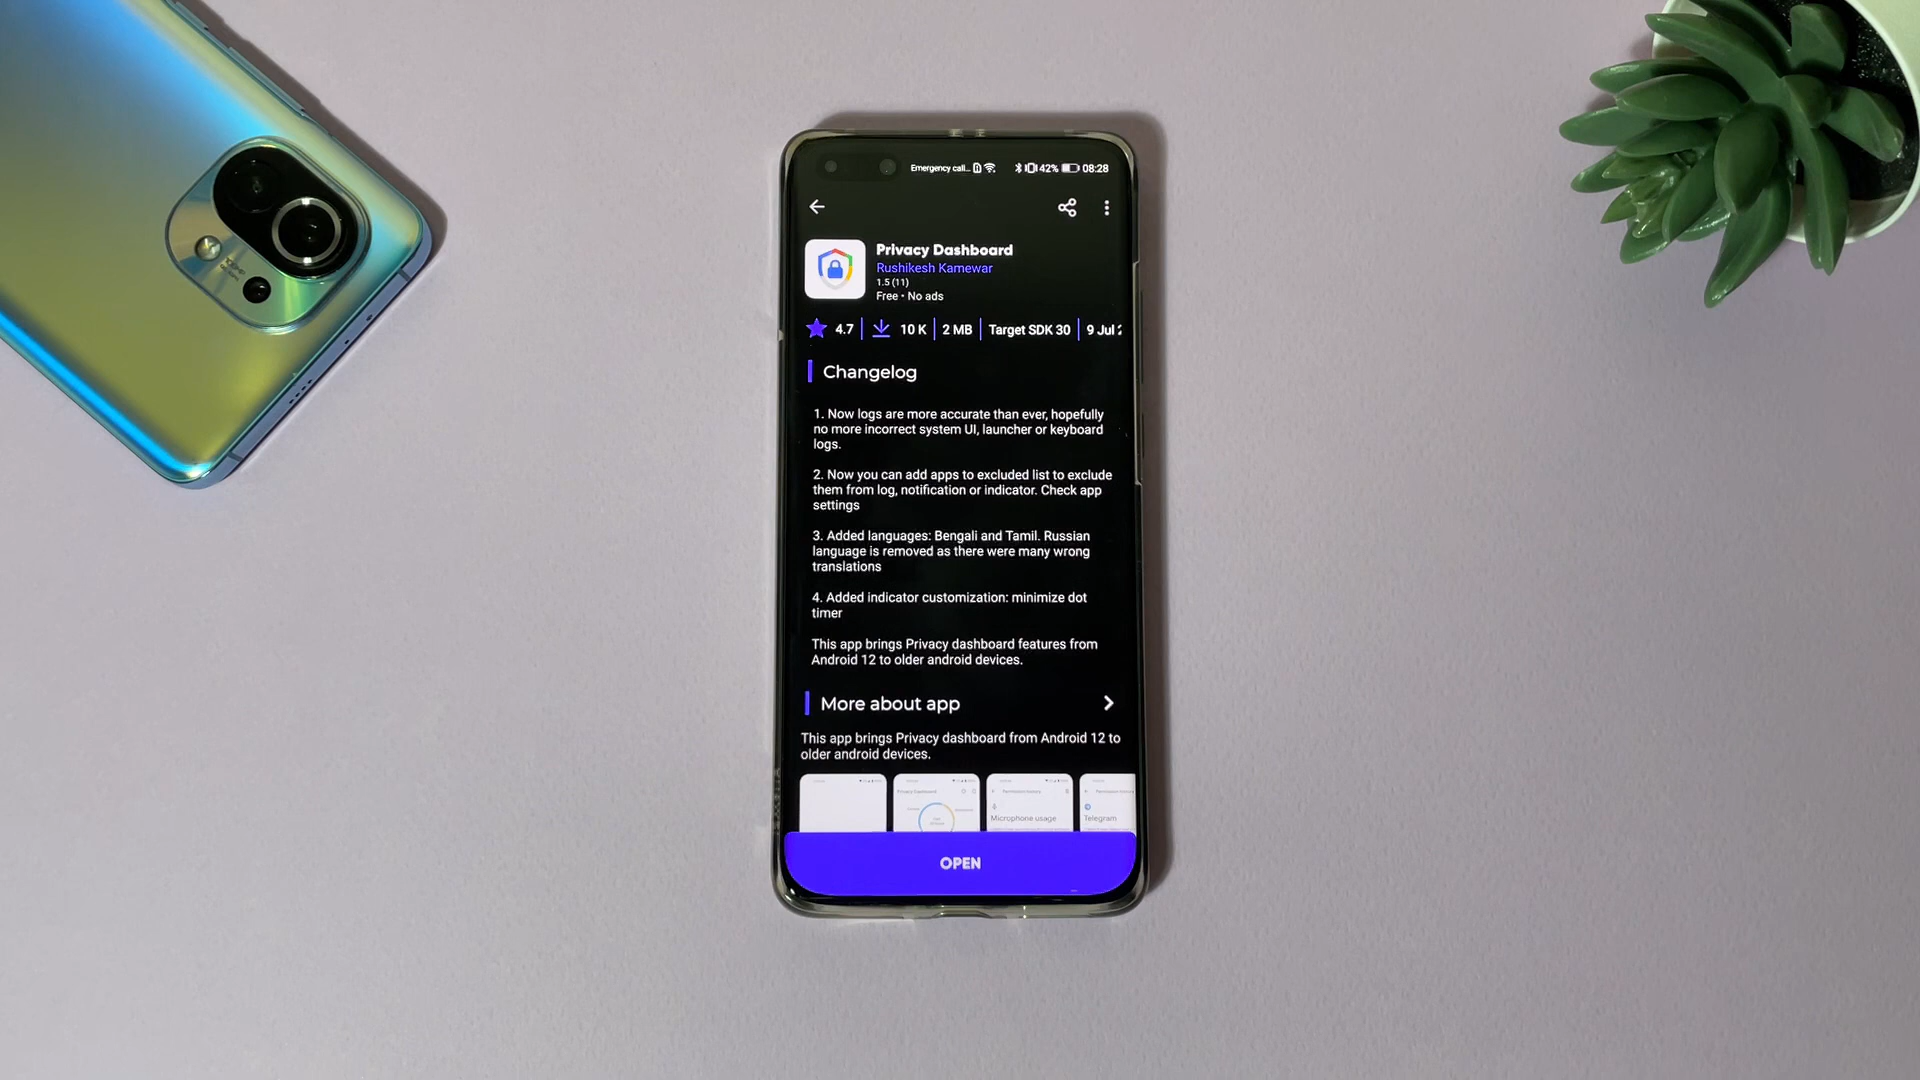 Emergency call... 42% 08:28
Privacy Dashboard
Rushikesh Kamewar
1.5 (11)
Free • No ads
4.7 10 K 2 MB Target SDK 30 9 Jul
Changelog
1. Now logs are more accurate than ever, hopefully
no more incorrect system UI, launcher or keyboard
logs.
2. Now you can add apps to excluded list to exclude
them from log, notification or indicator. Check app
settings
3. Added languages: Bengali and Tamil. Russian
language is removed as there were many wrong
translations
4. Added indicator customization: minimize dot
timer
This app brings Privacy dashboard features from
Android 12 to older android devices.
More about app
This app brings Privacy dashboard from Android 12 to
older android devices.
Privacy Dashboard
Permission history
Microphone usage
Telegram
OPEN